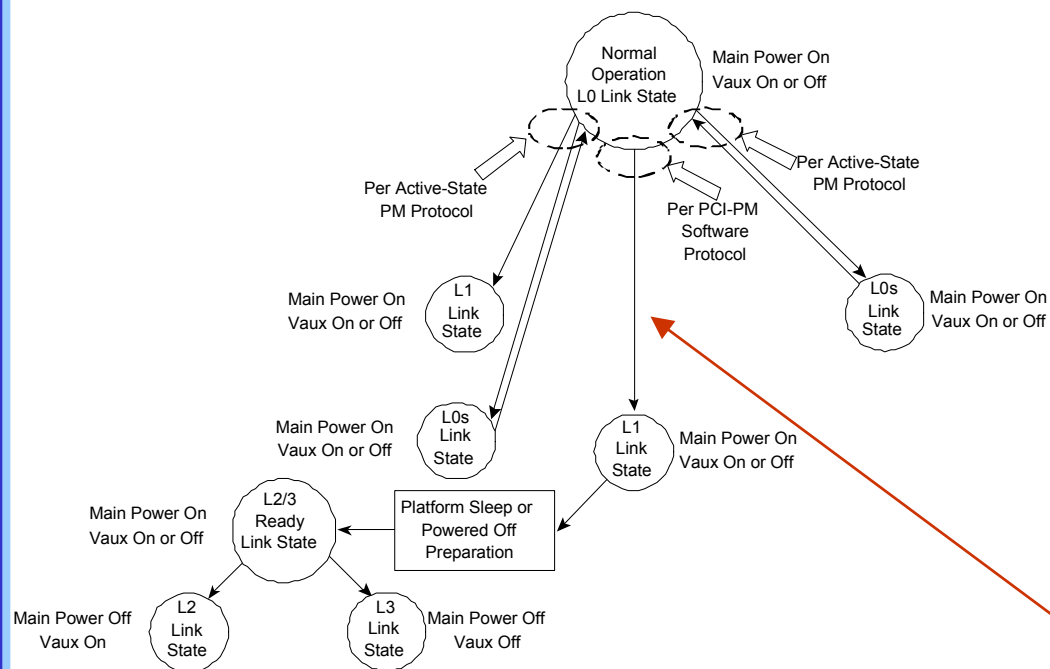 Normal
Operation
L0 Link State
Main Power On
Vaux On or Off
Per Active-State
PM Protocol
Per PCI-PM
Software
Protocol
Per Active-State
PM Protocol
Main Power On
Vaux On or Off
L1
Link
State
L0s
Link
State
Main Power On
Vaux On or Off
Main Power On
Vaux On or Off
L0s
Link
State
L1
Link
State
Main Power On
Vaux On or Off
Main Power On
Vaux On or Off
L2/3
Ready
Link State
Platform Sleep or
Powered Off
Preparation
Main Power Off
Vaux On
L2
Link
State
L3
Link
State
Main Power Off
Vaux Off